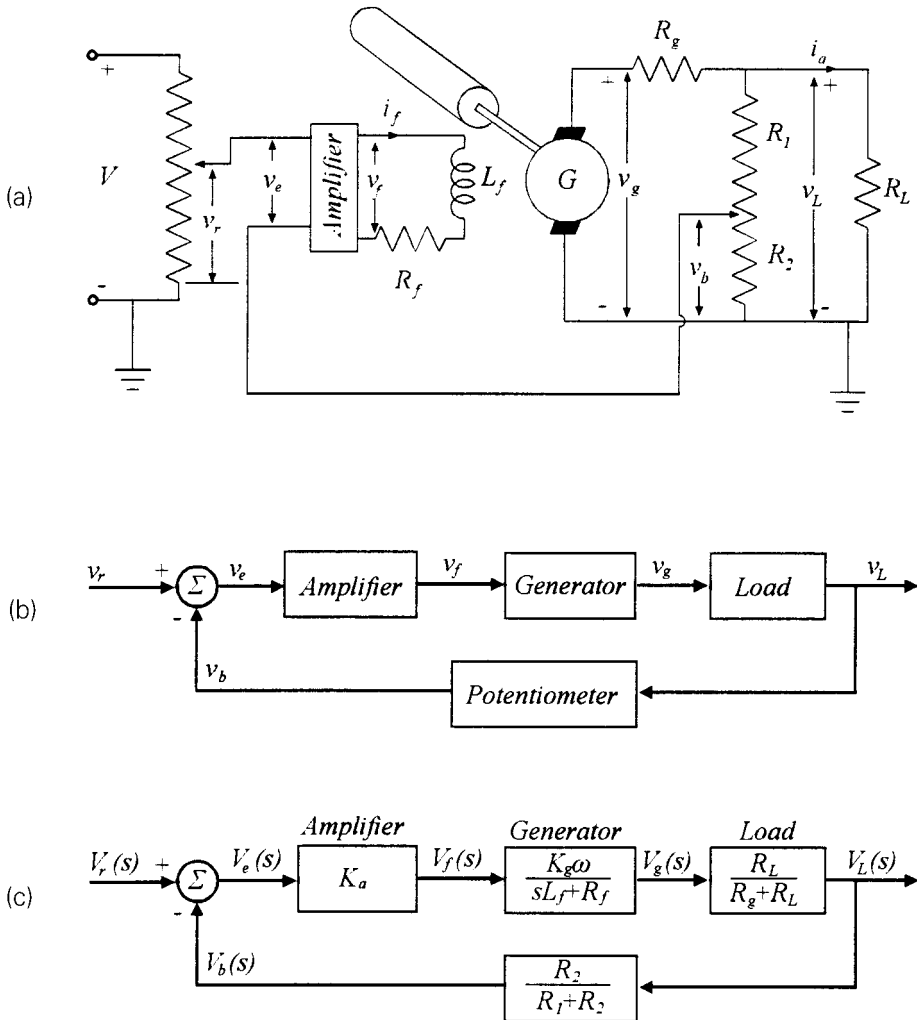 (a)
+
V
-
v_r
v_e
Amplifier
i_f
v_f
L_f
R_f
G
+
v_g
-
R_g
R_1
R_2
v_b
i_a
+
v_L
-
R_L
(b)
v_r
+
Σ
-
v_e
Amplifier
v_f
Generator
v_g
Load
v_L
v_b
Potentiometer
(c)
Amplifier
Generator
Load
V_r(s)
+
Σ
-
V_e(s)
K_a
V_f(s)
K_gω
sL_f+R_f
V_g(s)
R_L
R_g+R_L
V_L(s)
V_b(s)
R_2
R_1+R_2